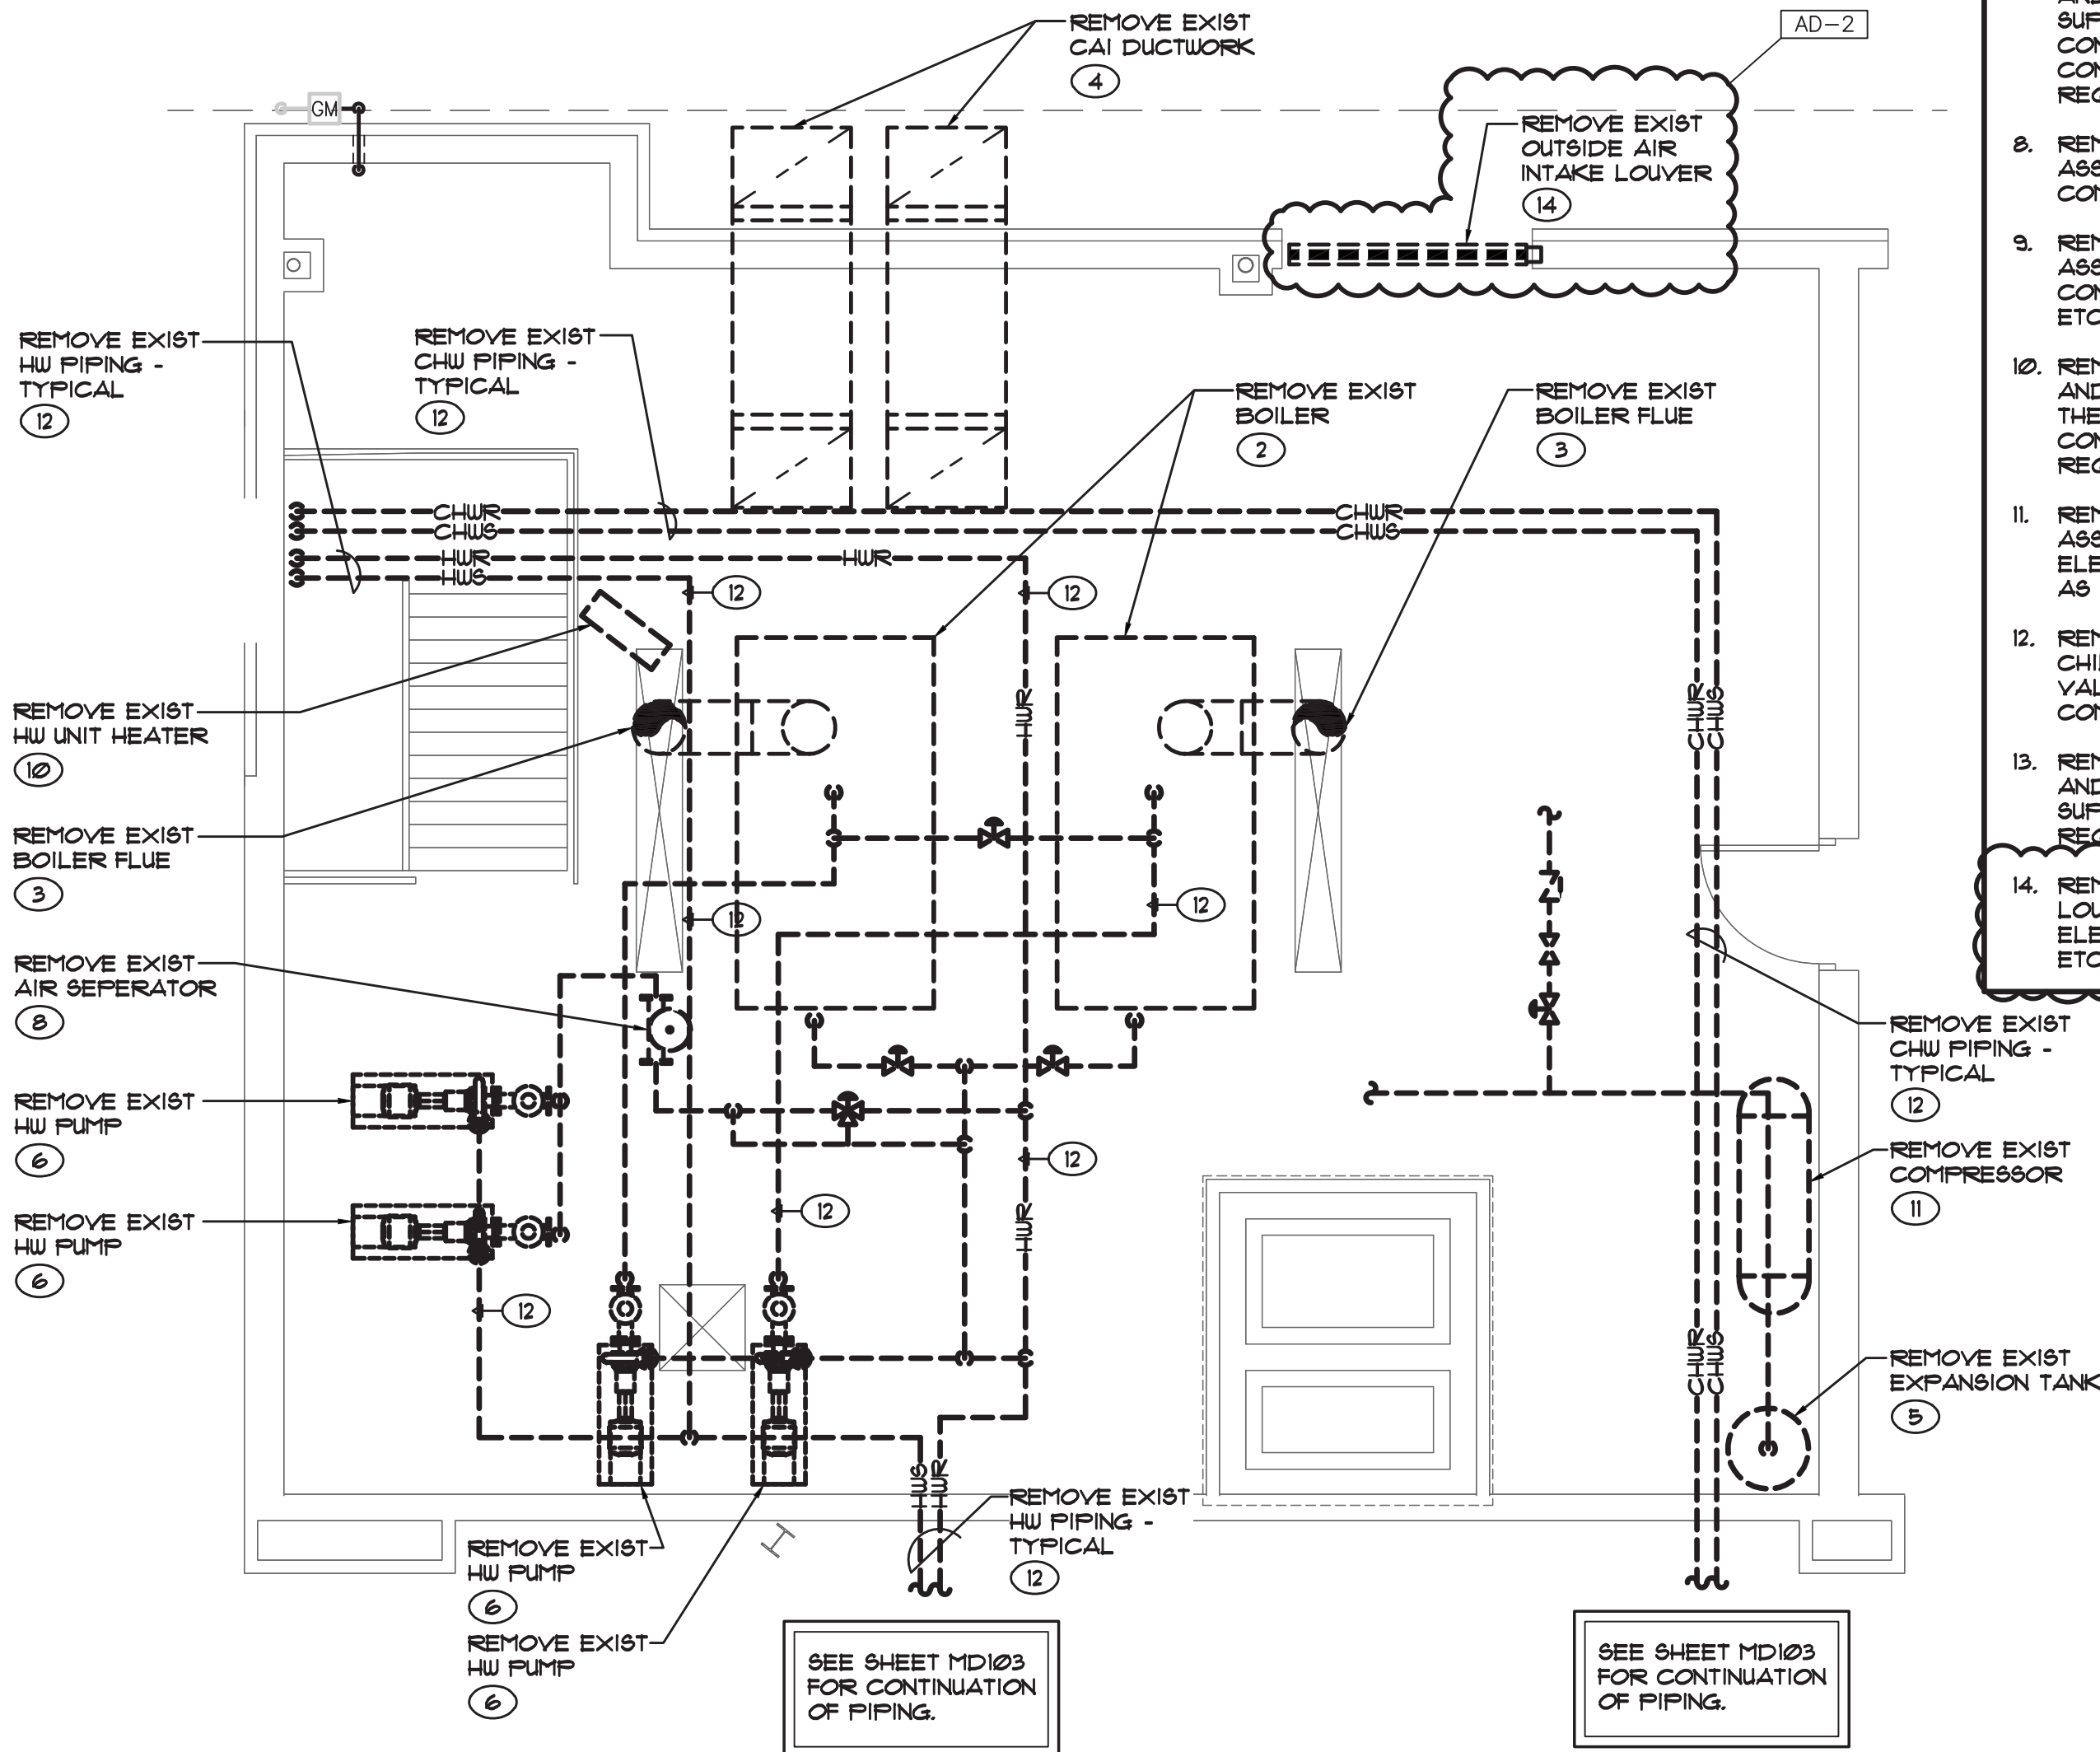 REMOVE EXIST
CAI DUCTWORK
4
AD-2
GM
REMOVE EXIST
OUTSIDE AIR
INTAKE LOUVER
14
REMOVE EXIST
HW PIPING -
TYPICAL
12
REMOVE EXIST
CHW PIPING -
TYPICAL
12
REMOVE EXIST
BOILER
2
REMOVE EXIST
BOILER FLUE
3
CHWR
CHWR
CHWS
CHWS
HWR
HWR
HWS
12
12
HWR
CHWR
CHWS
REMOVE EXIST
HW UNIT HEATER
10
REMOVE EXIST
BOILER FLUE
3
12
12
REMOVE EXIST
AIR SEPERATOR
8
REMOVE EXIST
HW PUMP
6
REMOVE EXIST
HW PUMP
6
12
12
12
HWR
REMOVE EXIST
CHW PIPING -
TYPICAL
12
REMOVE EXIST
COMPRESSOR
11
CHWR
CHWS
REMOVE EXIST
EXPANSION TANK
5
HWS
HWR
REMOVE EXIST
HW PIPING -
TYPICAL
12
REMOVE EXIST
HW PUMP
6
REMOVE EXIST
HW PUMP
6
SEE SHEET MD103
FOR CONTINUATION
OF PIPING.
SEE SHEET MD103
FOR CONTINUATION
OF PIPING.
8.
9.
10.
11.
AS
12.
13.
14.